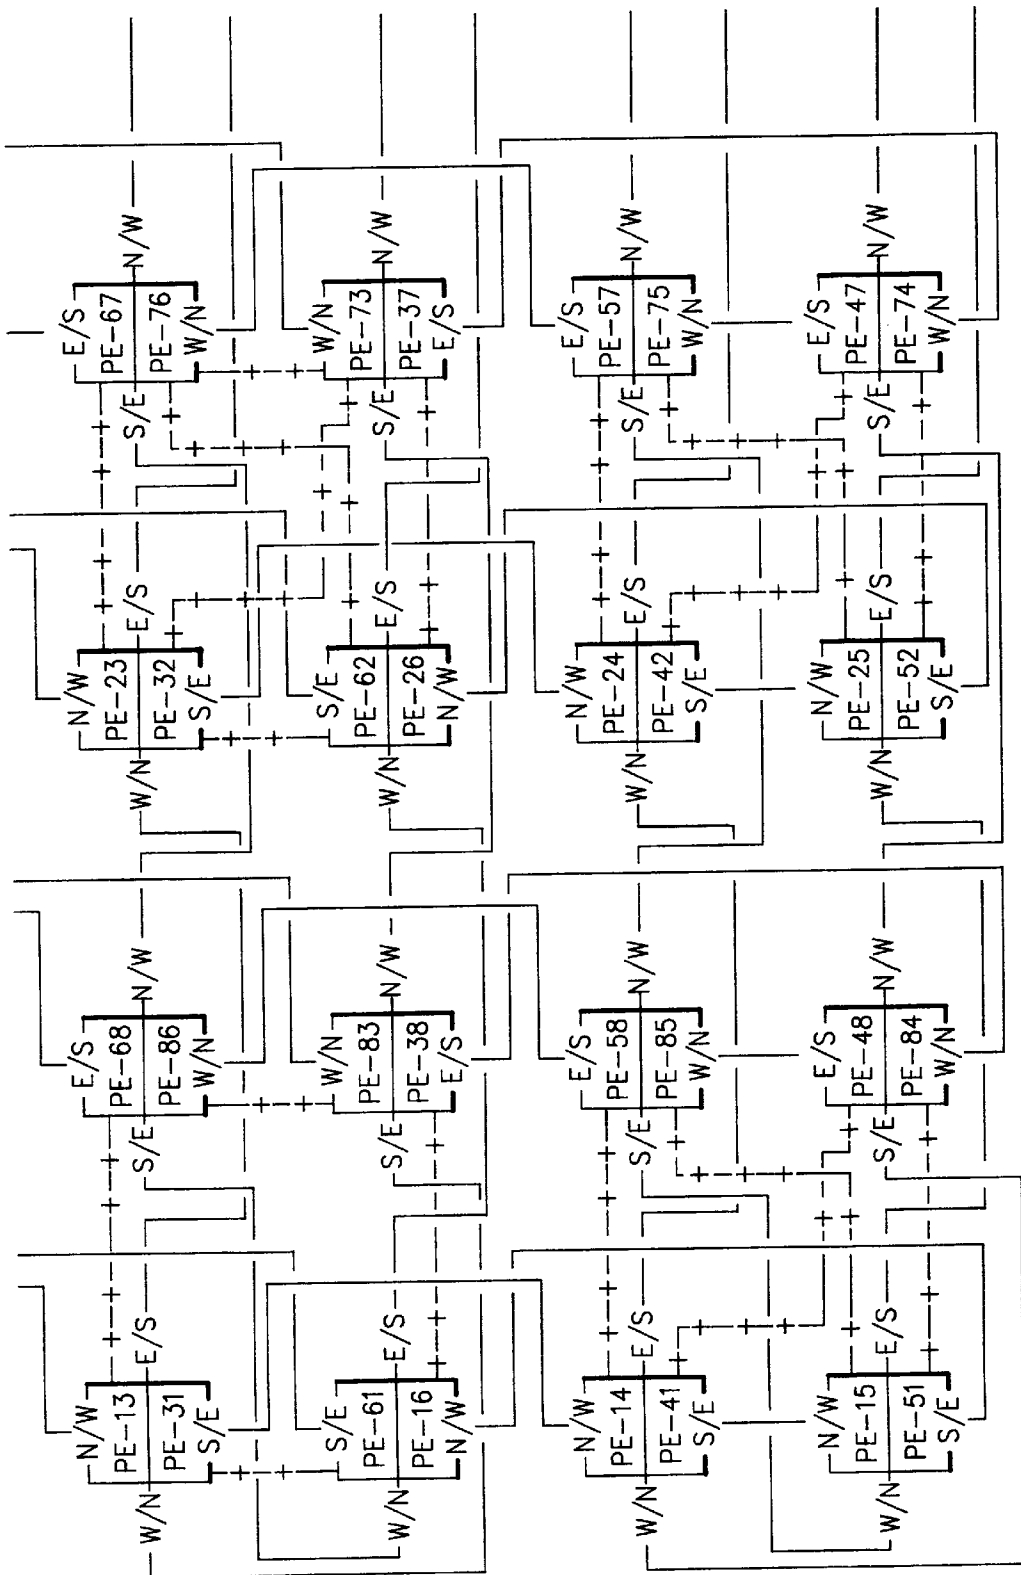 E/S
PE-67
PE-76
W/N
N/W
S/E
W/N
PE-73
PE-37
E/S
N/W
S/E
E/S
PE-57
PE-75
W/N
N/W
S/E
E/S
PE-47
PE-74
W/N
N/W
S/E
N/W
PE-23
PE-32
S/E
E/S
W/N
S/E
PE-62
PE-26
N/W
E/S
W/N
N/W
PE-24
PE-42
S/E
E/S
W/N
N/W
PE-25
PE-52
S/E
E/S
W/N
E/S
PE-68
PE-86
W/N
N/W
S/E
W/N
PE-83
PE-38
E/S
N/W
S/E
E/S
PE-58
PE-85
W/N
N/W
S/E
E/S
PE-48
PE-84
W/N
N/W
S/E
N/W
PE-13
PE-31
S/E
E/S
W/N
S/E
PE-61
PE-16
N/W
E/S
W/N
N/W
PE-14
PE-41
S/E
E/S
W/N
N/W
PE-15
PE-51
S/E
E/S
W/N